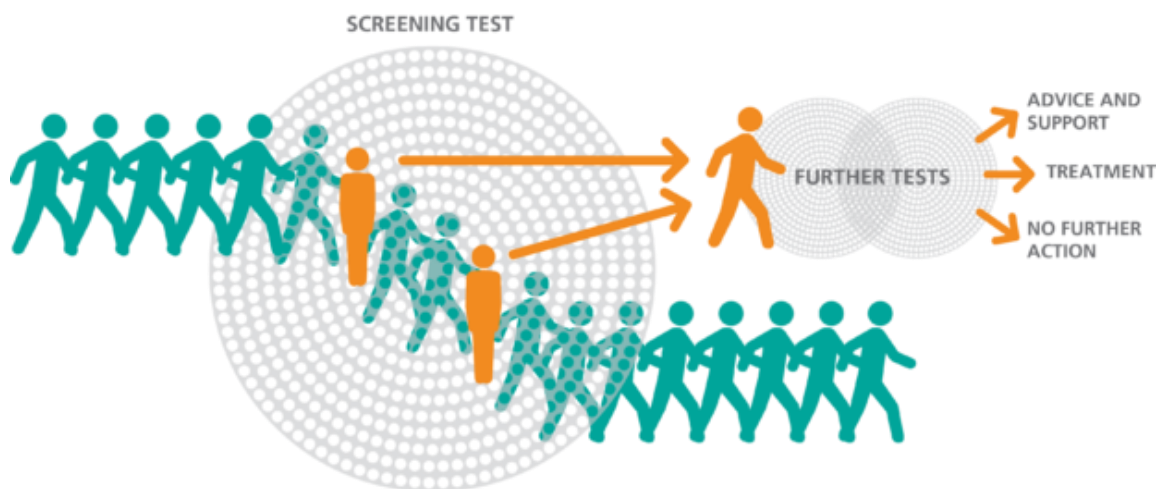 SCREENING TEST
ADVICE AND
SUPPORT
FURTHER TESTS
TREATMENT
NO FURTHER
ACTION